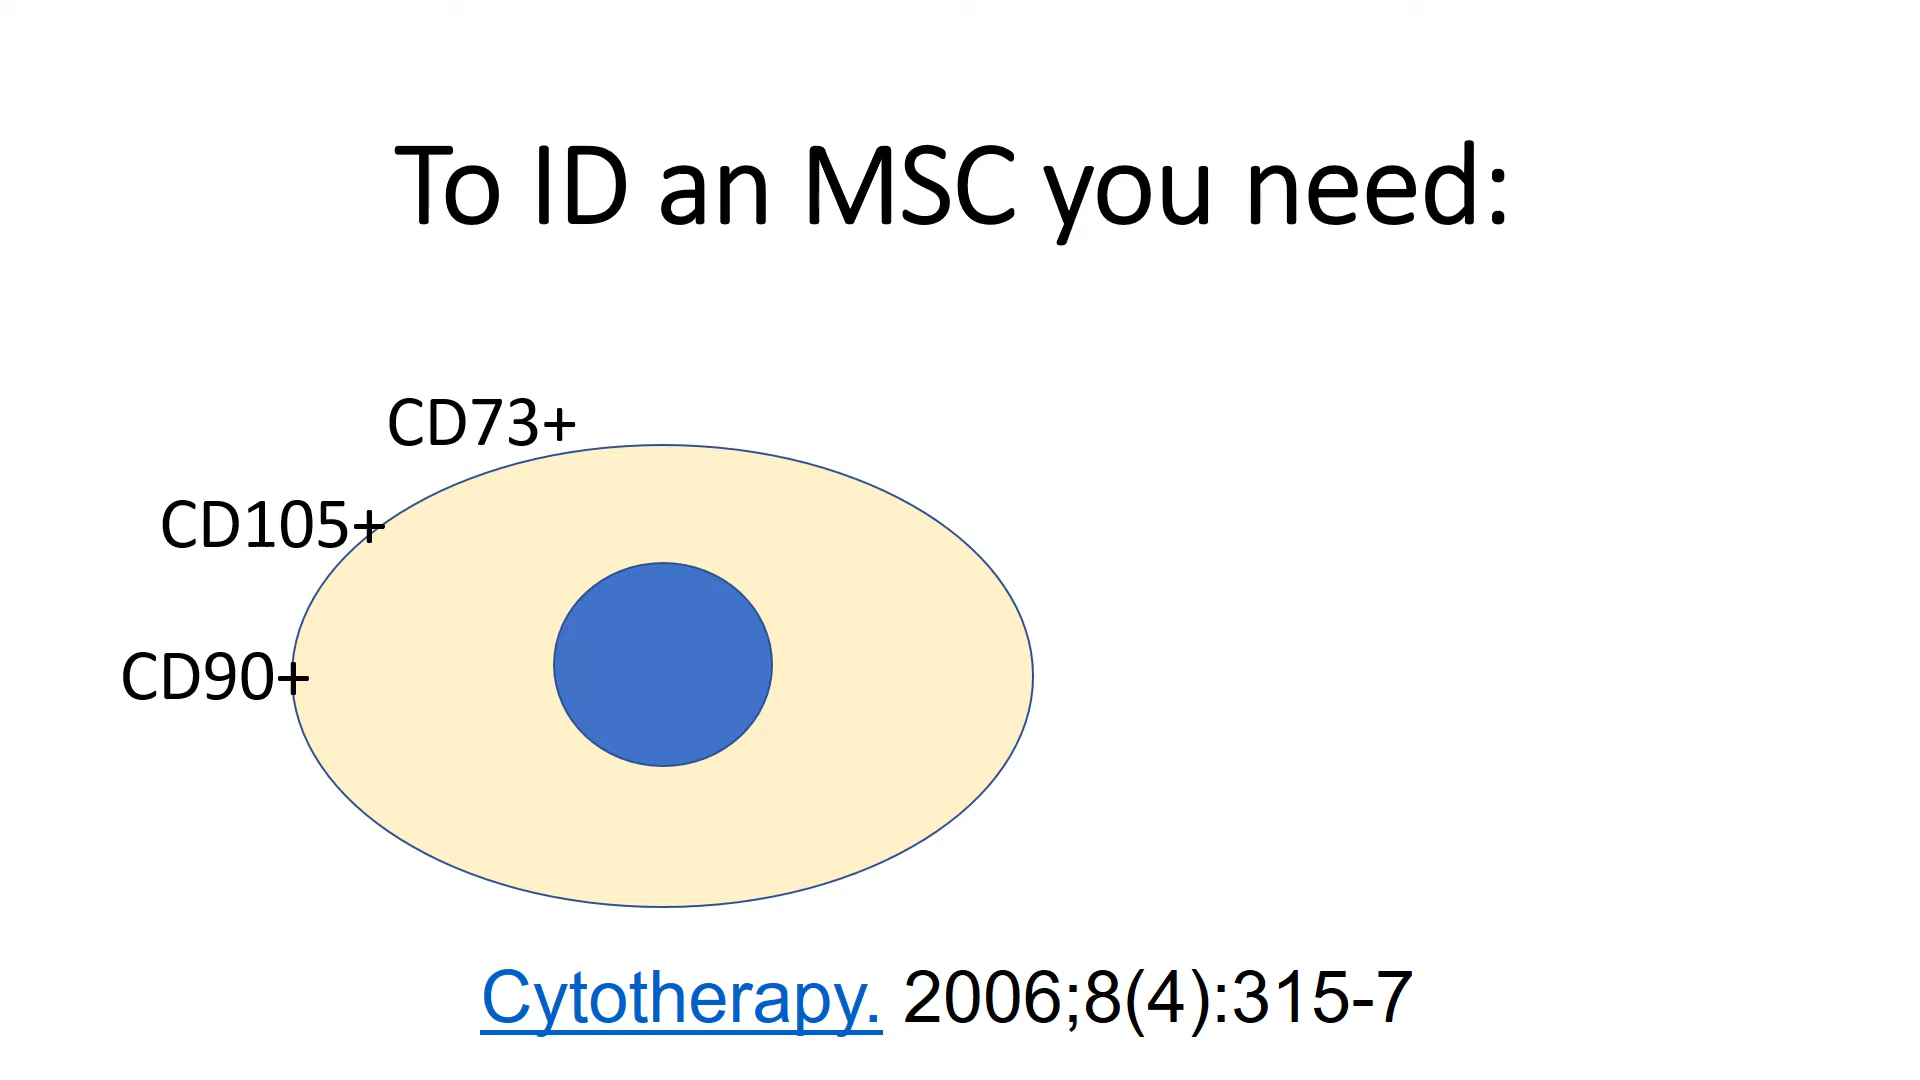 To ID an MSC you need:
CD73+
CD105+
CD90+
Cytotherapy. 2006;8(4):315-7